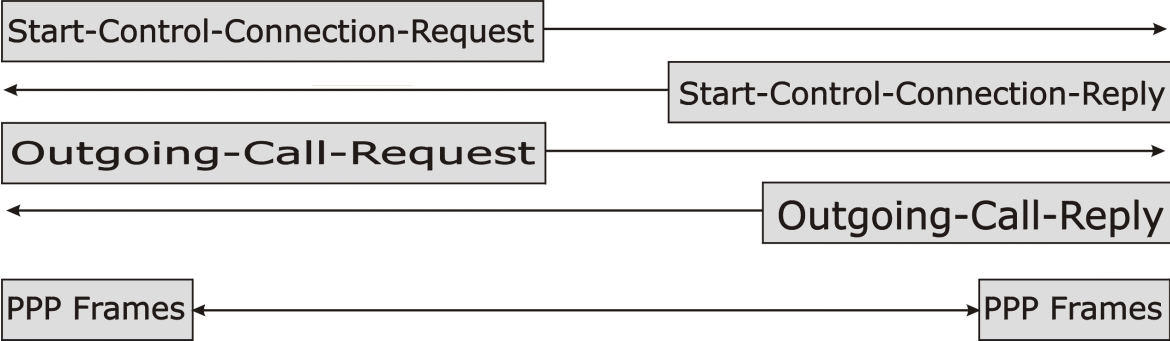 Start-Control-Connection-Request
Start-Control-Connection-Reply
Outgoing-Call-Request
Outgoing-Call-Reply
PPP Frames
PPP Frames